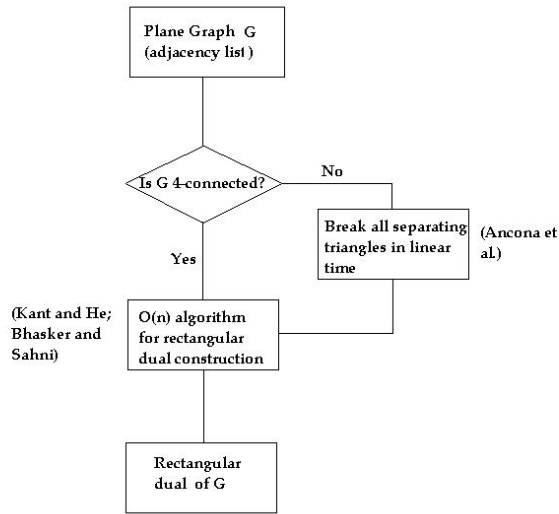 Plane Graph G
(adjacency list)
Is G 4-connected?
No
Break all separating
triangles in linear
time
(Ancona et
al.)
Yes
(Kant and He;
Bhasker and
Sahni)
O(n) algorithm
for rectangular
dual construction
Rectangular
dual of G